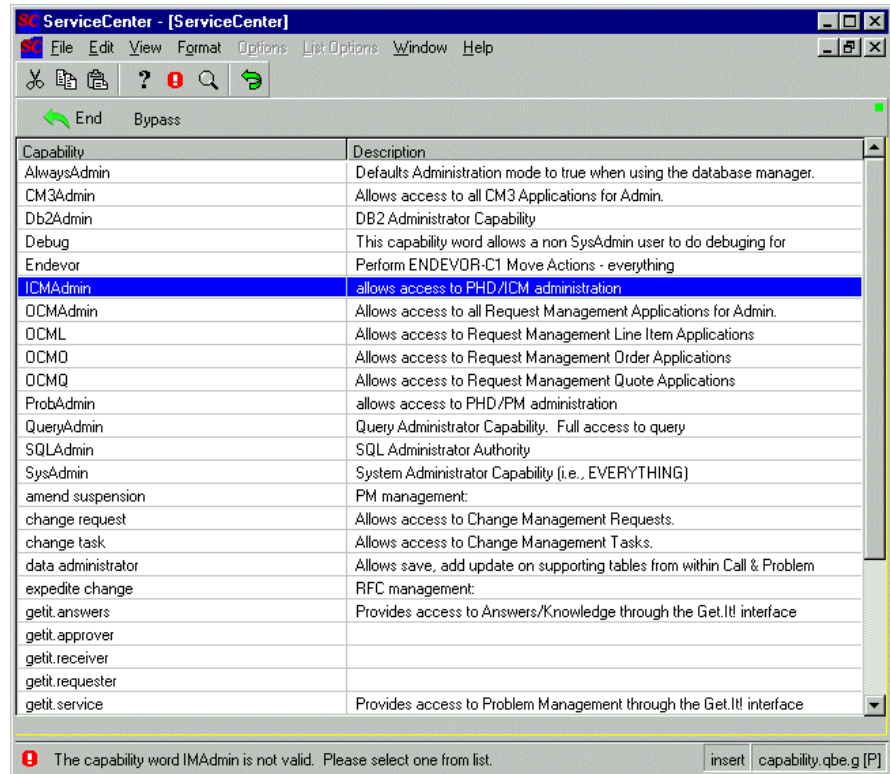 SC ServiceCenter - [ServiceCenter]
SC File Edit View Format Options List Options Window Help
?
End Bypass
Capability Description
AlwaysAdmin Defaults Administration mode to true when using the database manager.
CM3Admin Allows access to all CM3 Applications for Admin.
Db2Admin DB2 Administrator Capability
Debug This capability word allows a non SysAdmin user to do debuging for
Endevor Perform ENDEVOR-C1 Move Actions - everything
ICMAdmin allows access to PHD/ICM administration
OCMAdmin Allows access to all Request Management Applications for Admin.
OCML Allows access to Request Management Line Item Applications
OCMO Allows access to Request Management Order Applications
OCMQ Allows access to Request Management Quote Applications
ProbAdmin allows access to PHD/PM administration
QueryAdmin Query Administrator Capability. Full access to query
SQLAdmin SQL Administrator Authority
SysAdmin System Administrator Capability (i.e., EVERYTHING)
amend suspension PM management:
change request Allows access to Change Management Requests.
change task Allows access to Change Management Tasks.
data administrator Allows save, add update on supporting tables from within Call & Problem
expedite change RFC management:
getit.answers Provides access to Answers/Knowledge through the Get.It! interface
getit.approver
getit.receiver
getit.requester
getit.service Provides access to Problem Management through the Get.It! interface
The capability word IMAdmin is not valid. Please select one from list. insert capability.qbe.g [P]